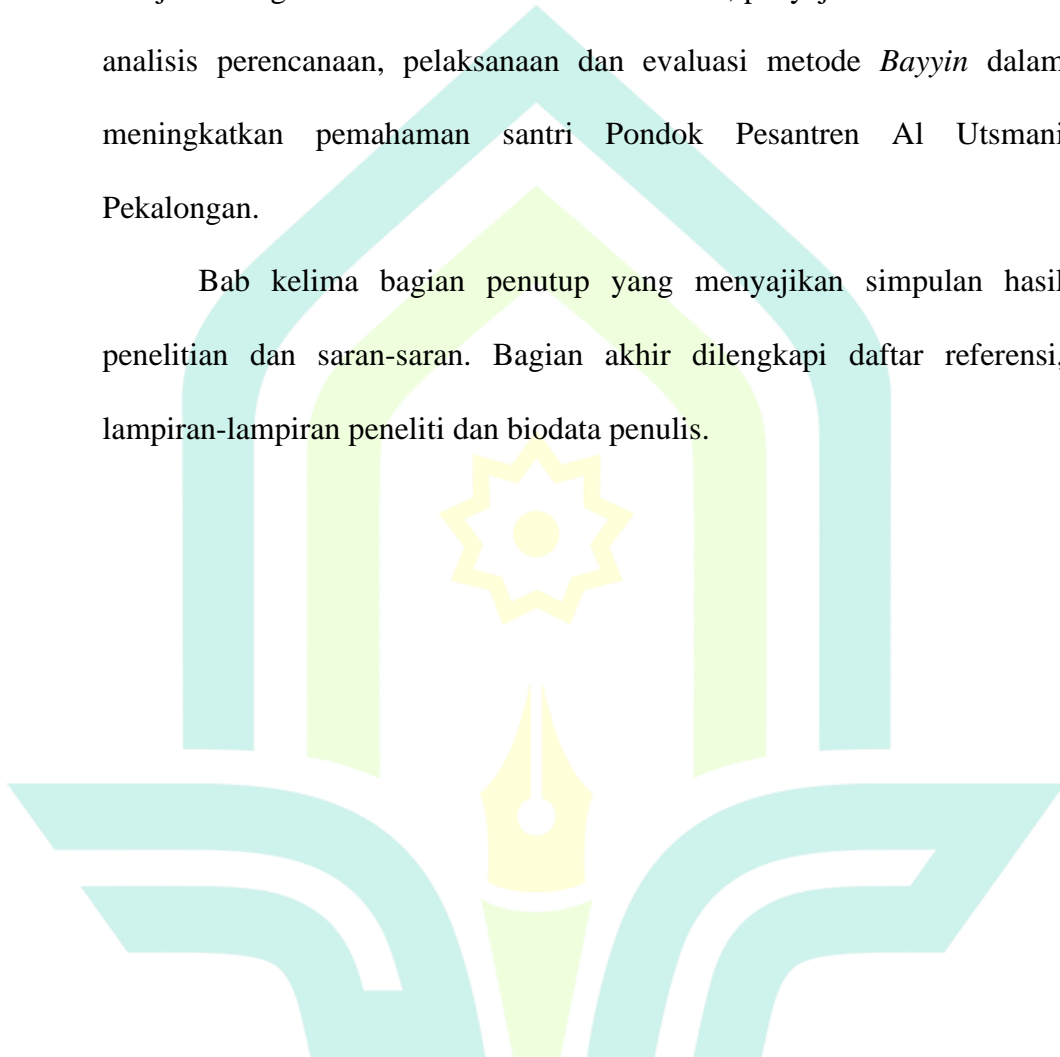 analisis perencanaan, pelaksanaan dan evaluasi metode Bayyin dalam
meningkatkan pemahaman santri Pondok Pesantren Al Utsmani
Pekalongan.
Bab kelima bagian penutup yang menyajikan simpulan hasil
penelitian dan saran-saran. Bagian akhir dilengkapi daftar referensi,
lampiran-lampiran peneliti dan biodata penulis.